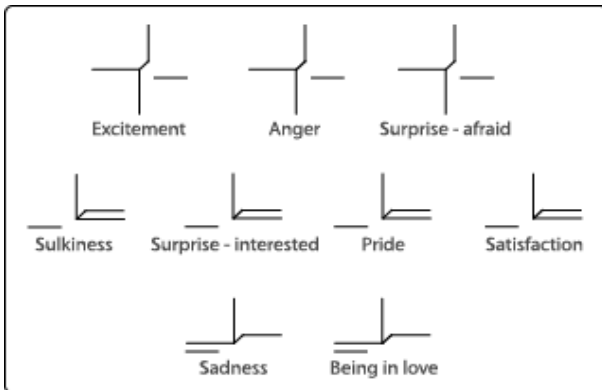 Excitement
Anger
Surprise - afraid
Sulkiness
Surprise - interested
Pride
Satisfaction
Sadness
Being in love